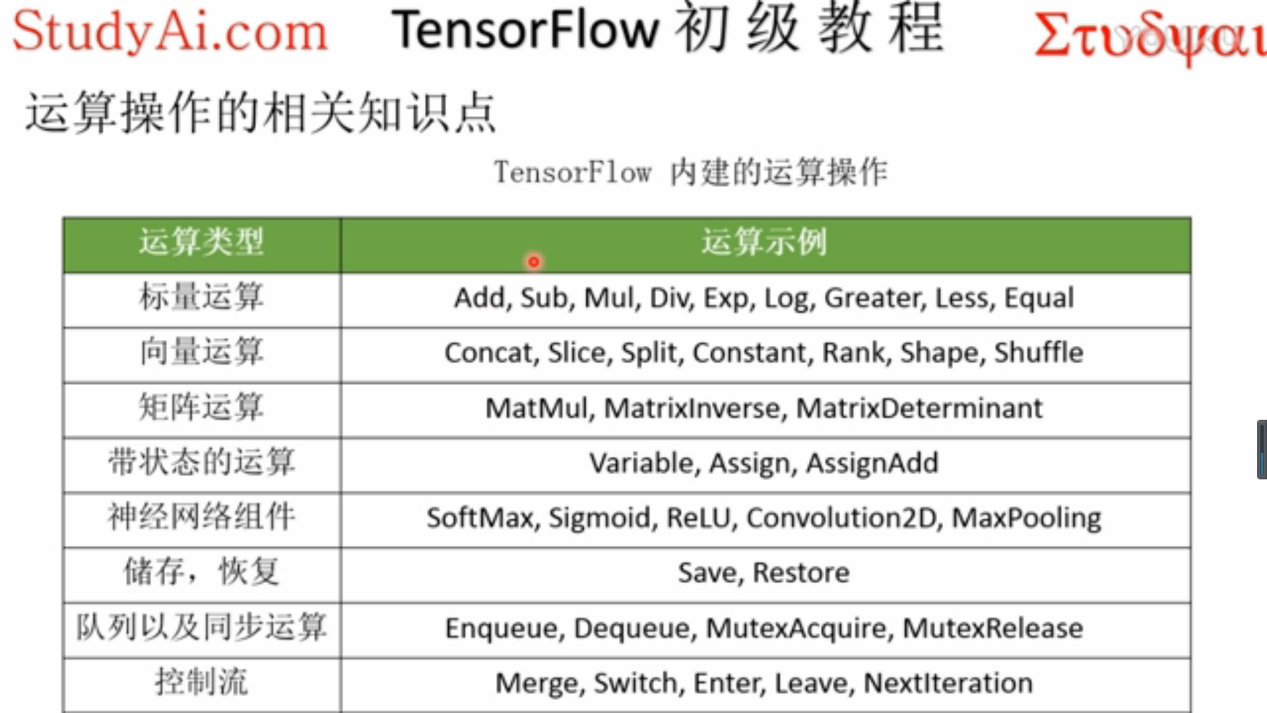 StudyAi.com
TensorFlow 初级教程
Στυδψαι
运算操作的相关知识点
TensorFlow 内建的运算操作
运算类型 运算示例
标量运算 Add, Sub, Mul, Div, Exp, Log, Greater, Less, Equal
向量运算 Concat, Slice, Split, Constant, Rank, Shape, Shuffle
矩阵运算 MatMul, MatrixInverse, MatrixDeterminant
带状态的运算 Variable, Assign, AssignAdd
神经网络组件 SoftMax, Sigmoid, ReLU, Convolution2D, MaxPooling
储存，恢复 Save, Restore
队列以及同步运算 Enqueue, Dequeue, MutexAcquire, MutexRelease
控制流 Merge, Switch, Enter, Leave, NextIteration